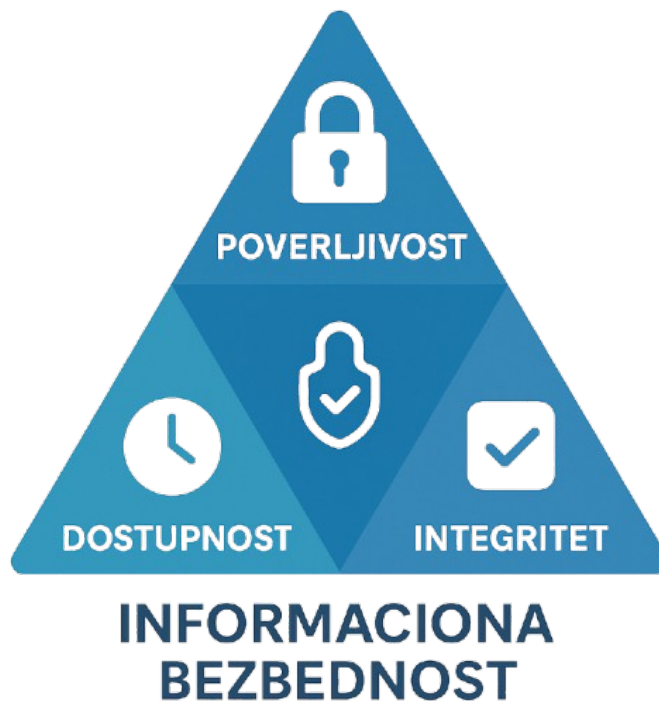 POVERLJIVOST
DOSTUPNOST
INTEGRITET
INFORMACIONA
BEZBEDNOST